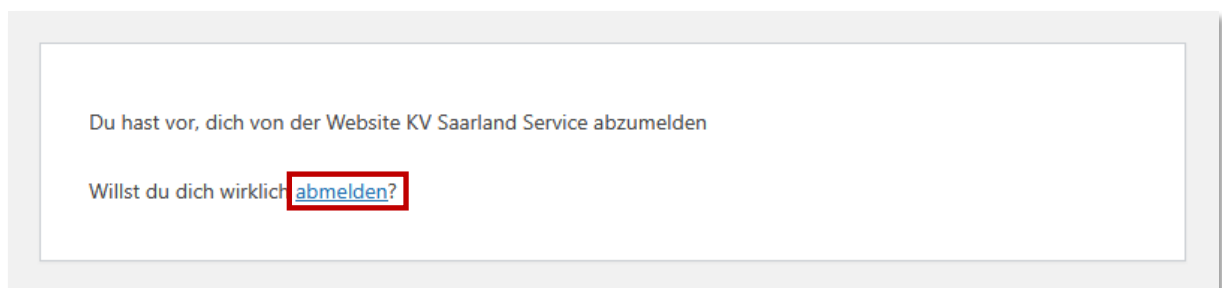 Du hast vor, dich von der Website KV Saarland Service abzumelden
Willst du dich wirklich abmelden?